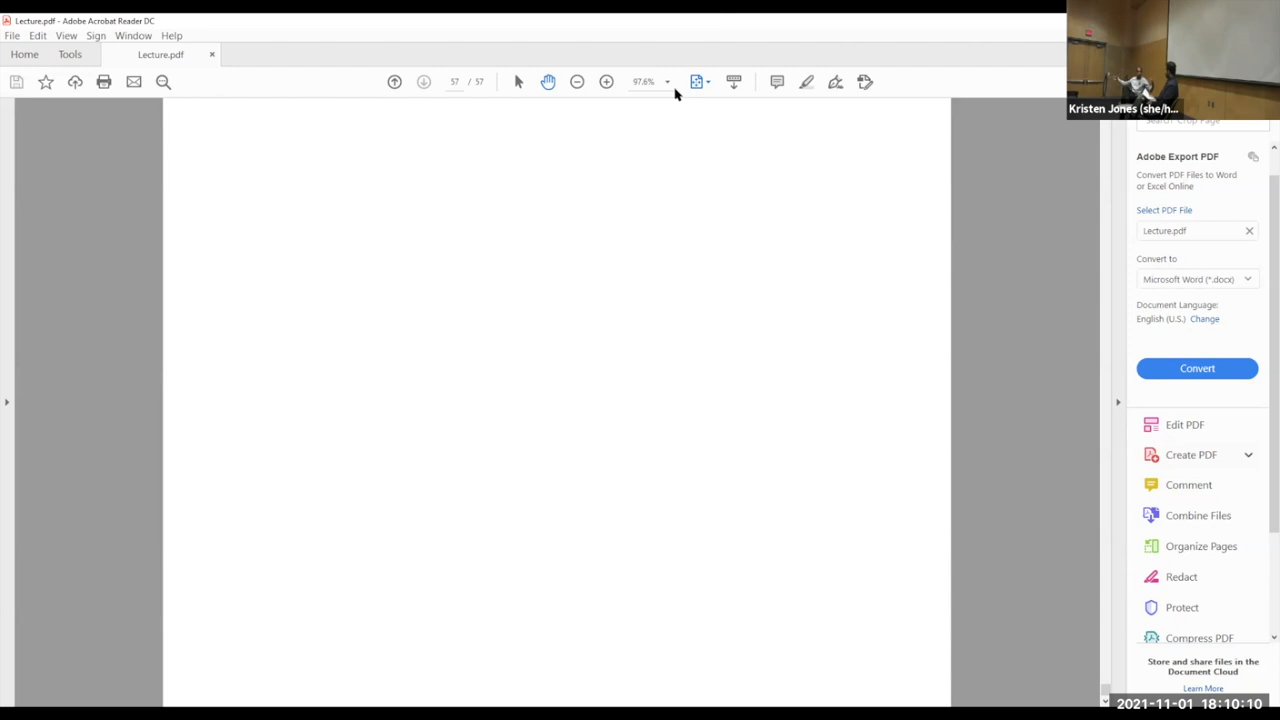 Lecture.pdf - Adobe Acrobat Reader DC
File Edit View Sign Window Help
Home Tools Lecture.pdf ×
57 / 57 97.6%
Kristen Jones (she/h...
Search 'Crop Page'
Adobe Export PDF
Convert PDF Files to Word
or Excel Online
Select PDF File
Lecture.pdf
Convert to
Microsoft Word (*.docx)
Document Language:
English (U.S.) Change
Convert
Edit PDF
Create PDF
Comment
Combine Files
Organize Pages
Redact
Protect
Compress PDF
Store and share files in the
Document Cloud
Learn More
2021-11-01 18:10:10